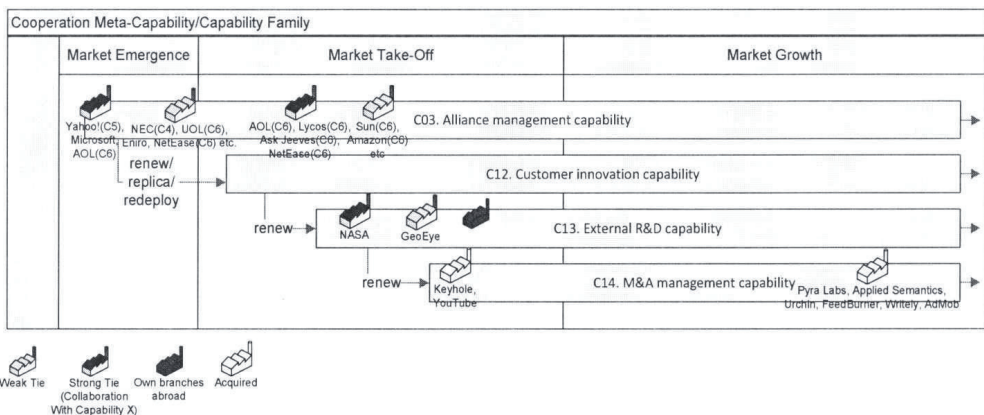 Cooperation Meta-Capability/Capability Family
Market Emergence
Market Take-Off
Market Growth
Yahoo!(C5),
Microsoft,
AOL(C6)
NEC(C4), UOL(C6),
Eniro, NetEase(C6) etc.
AOL(C6), Lycos(C6),
Ask Jeeves(C6),
NetEase(C6)
Sun(C6),
Amazon(C6)
etc
C03. Alliance management capability
renew/
replica/
redeploy
C12. Customer innovation capability
renew
NASA
GeoEye
C13. External R&D capability
renew
Keyhole,
YouTube
C14. M&A management capability
Pyra Labs, Applied Semantics,
Urchin, FeedBurner, Writely, AdMob
Weak Tie
Strong Tie
(Collaboration
With Capability X)
Own branches
abroad
Acquired